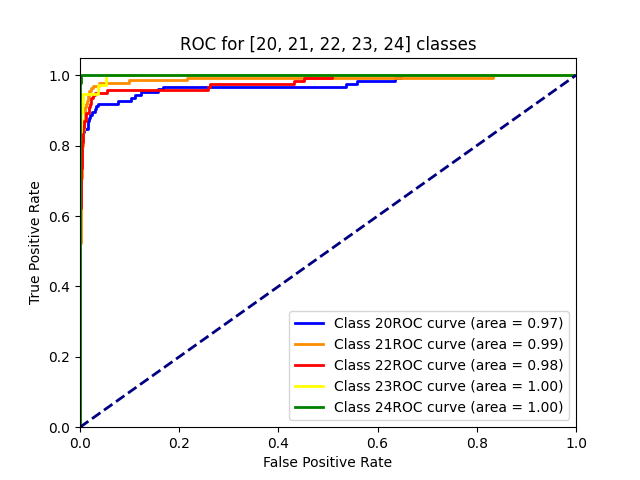 ROC for [20, 21, 22, 23, 24] classes
True Positive Rate
1.0
0.8
0.6
0.4
0.2
0.0
Class 20ROC curve (area = 0.97)
Class 21ROC curve (area = 0.99)
Class 22ROC curve (area = 0.98)
Class 23ROC curve (area = 1.00)
Class 24ROC curve (area = 1.00)
0.0 0.2 0.4 0.6 0.8 1.0
False Positive Rate